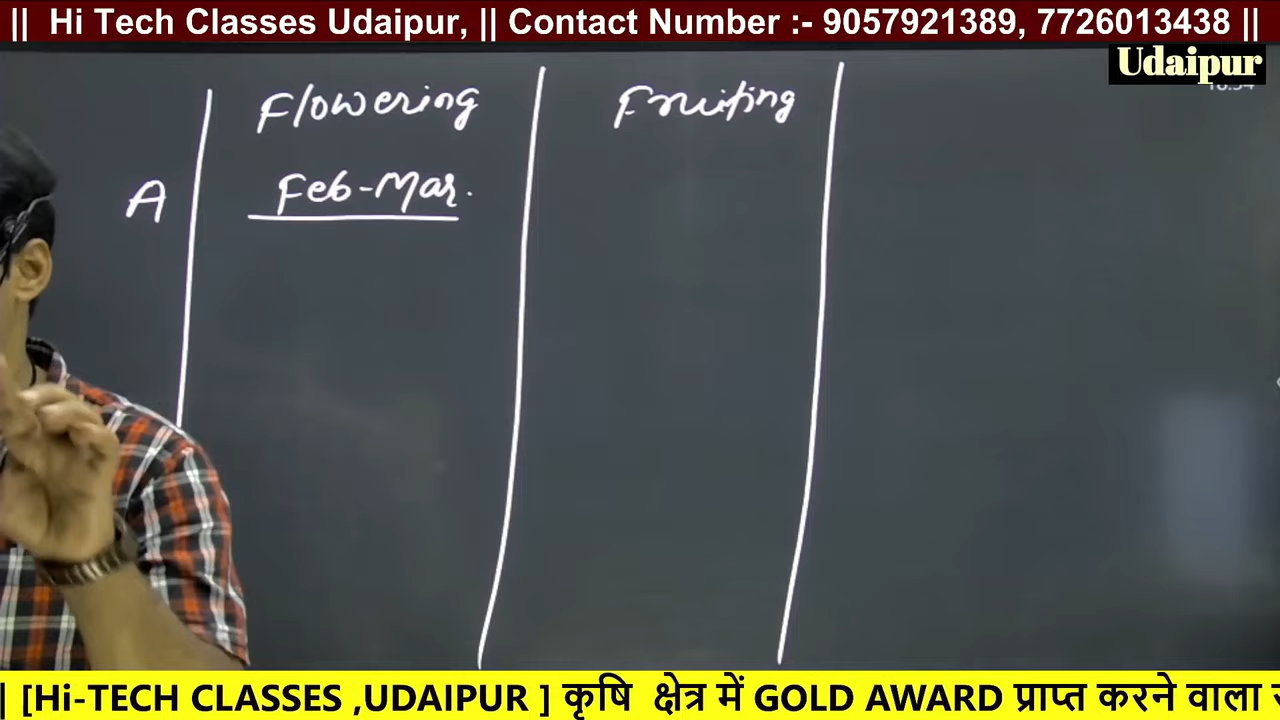 || Hi Tech Classes Udaipur, || Contact Number :- 9057921389, 7726013438 ||
Udaipur
Flowering
Fruiting
A
Feb-Mar.
| [Hi-TECH CLASSES ,UDAIPUR ] कृषि क्षेत्र में GOLD AWARD प्राप्त करने वाला